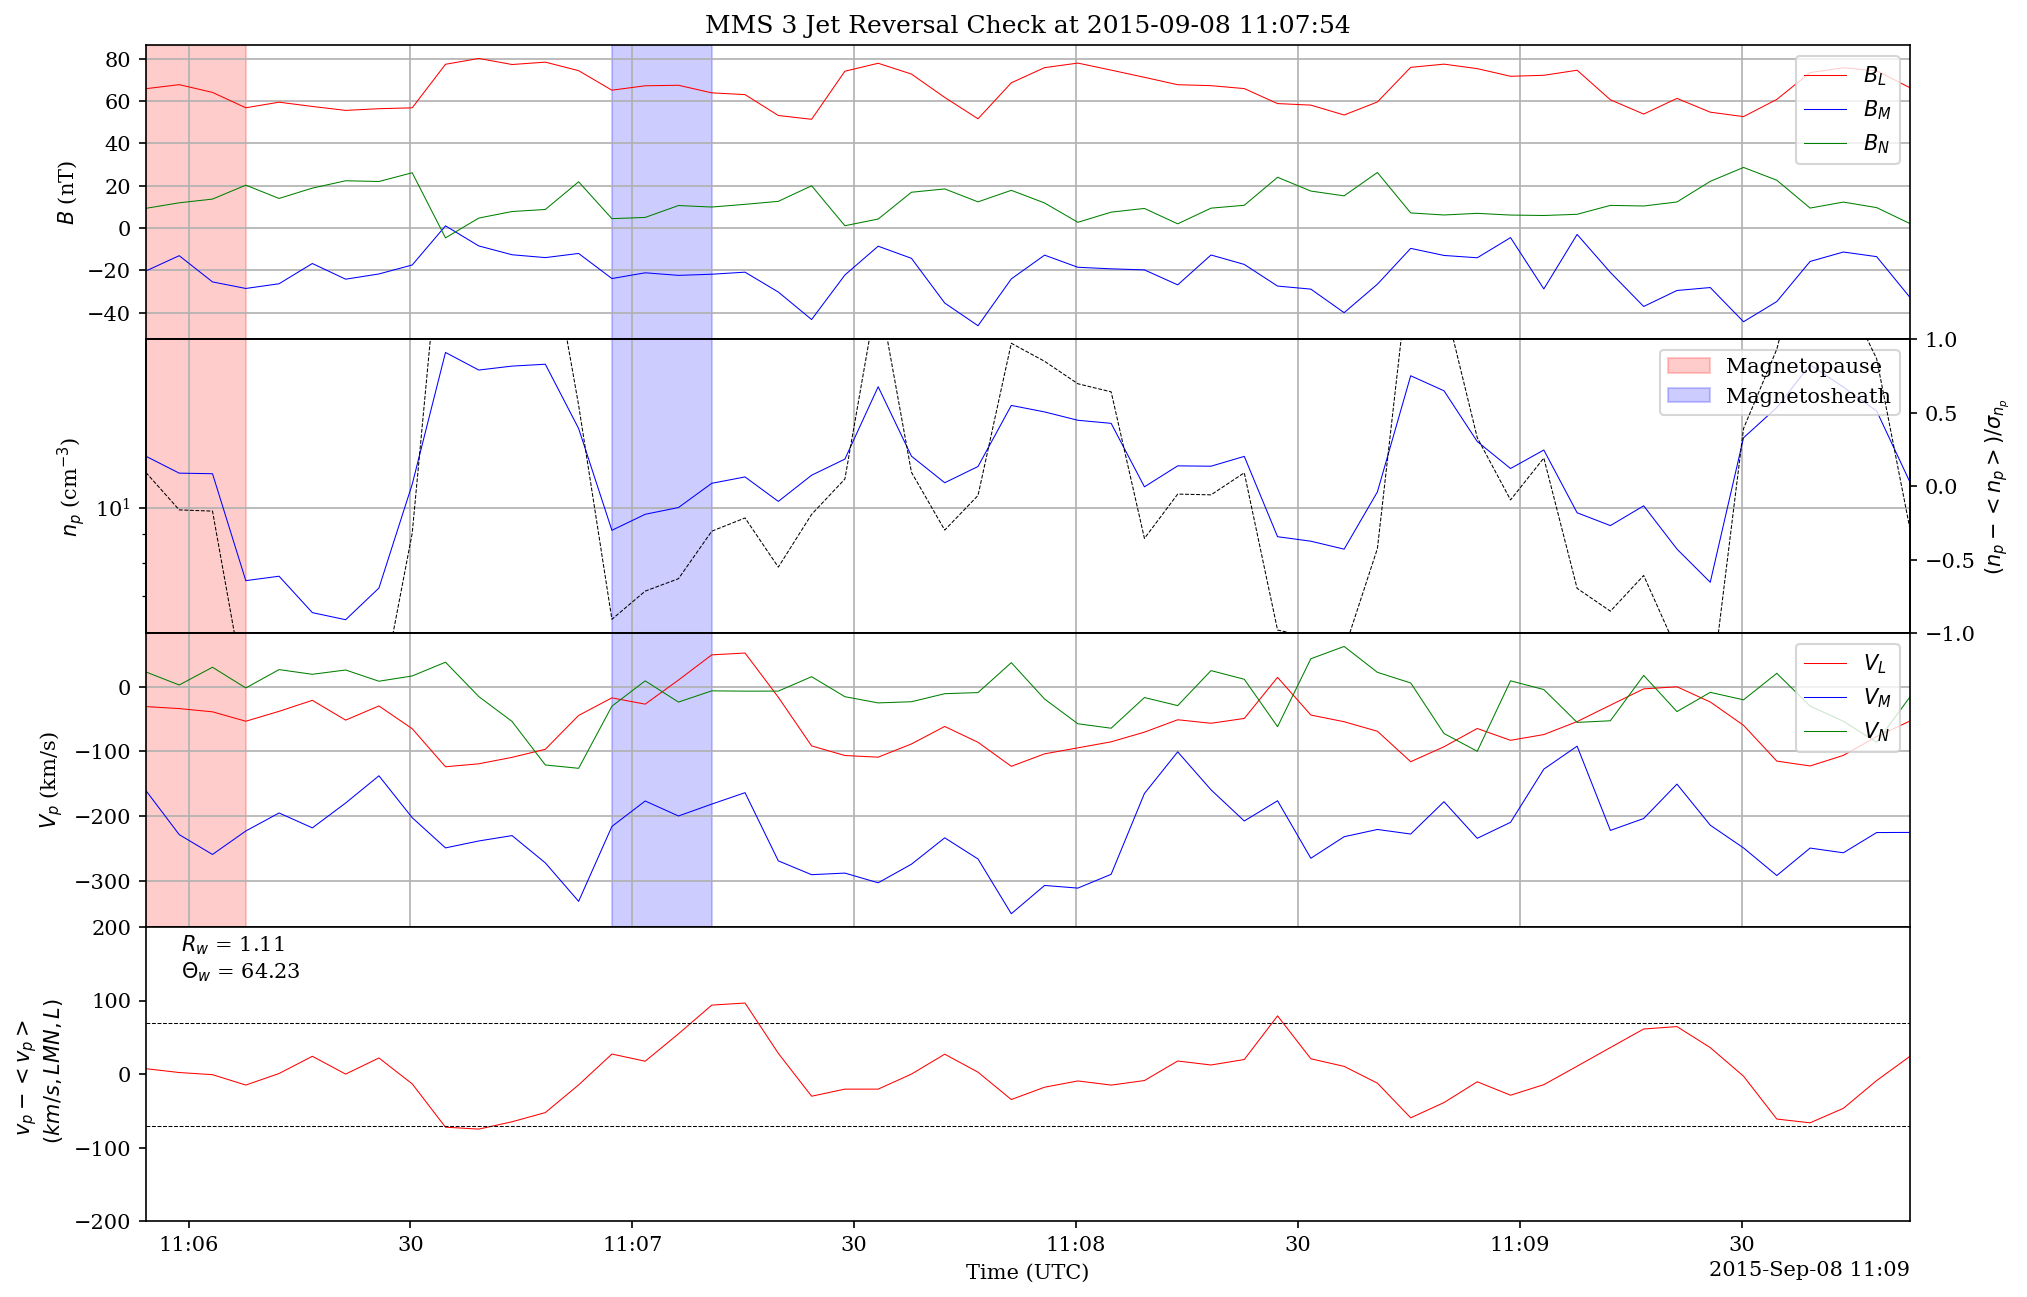 MMS 3 Jet Reversal Check at 2015-09-08 11:07:54
80
60
40
20
0
−20
−40
B (nT)
B_L
B_M
B_N
10^1
n_p (cm^−3)
Magnetopause
Magnetosheath
1.0
0.5
0.0
−0.5
−1.0
(n_p − < n_p >)/σ_{n_p}
0
−100
−200
−300
V_p (km/s)
V_L
V_M
V_N
200
100
0
−100
−200
v_p − < v_p >
(km/s, LMN, L)
R_w = 1.11
Θ_w = 64.23
11:06 30 11:07 30 11:08 30 11:09 30
Time (UTC)
2015-Sep-08 11:09